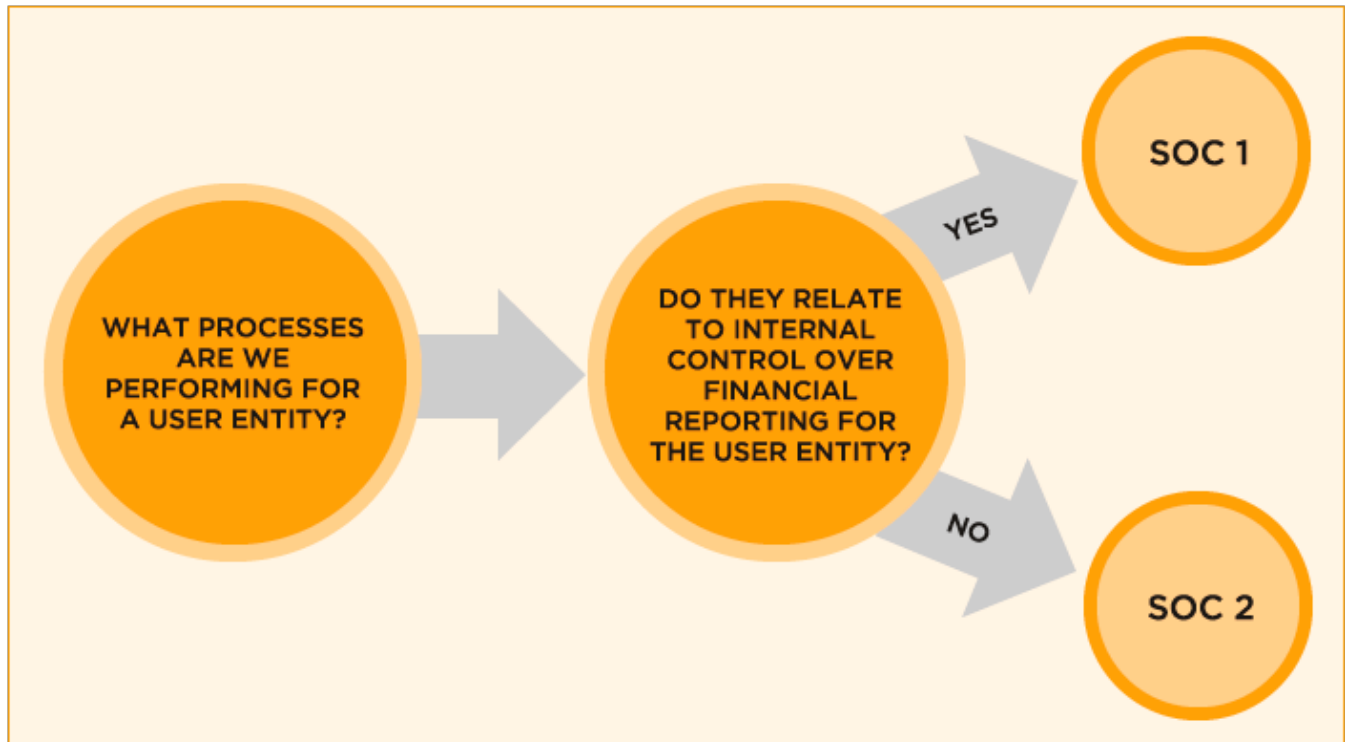 WHAT PROCESSES
ARE WE
PERFORMING FOR
A USER ENTITY?
DO THEY RELATE
TO INTERNAL
CONTROL OVER
FINANCIAL
REPORTING FOR
THE USER ENTITY?
YES
SOC 1
NO
SOC 2